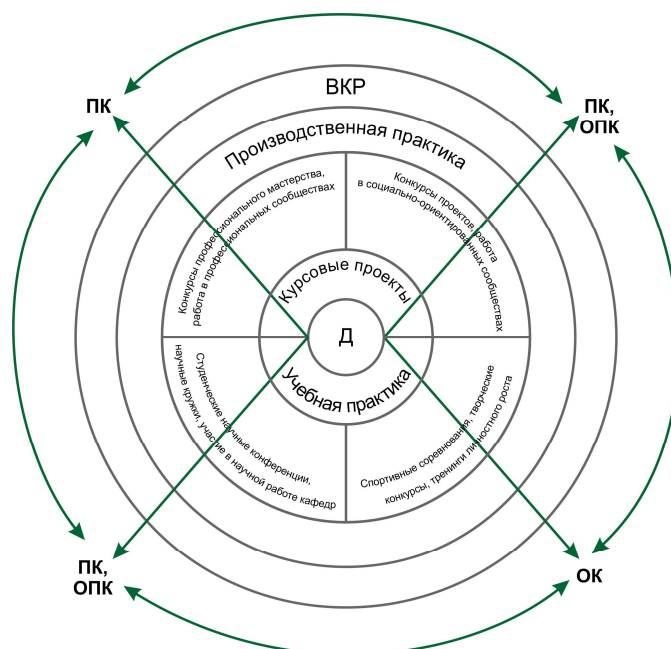 ВКР
ПК
ПК,
ОПК
Производственная практика
Конкурсы профессионального мастерства,
работа в профессиональных сообществах
Конкурсы проектов, работа
в социально-ориентированных сообществах
Курсовые проекты
Д
Учебная практика
Студенческие научные конференции,
научные кружки, участие в научной работе кафедр
Спортивные соревнования, творческие
конкурсы, тренинги личностного роста
ПК,
ОПК
ОК